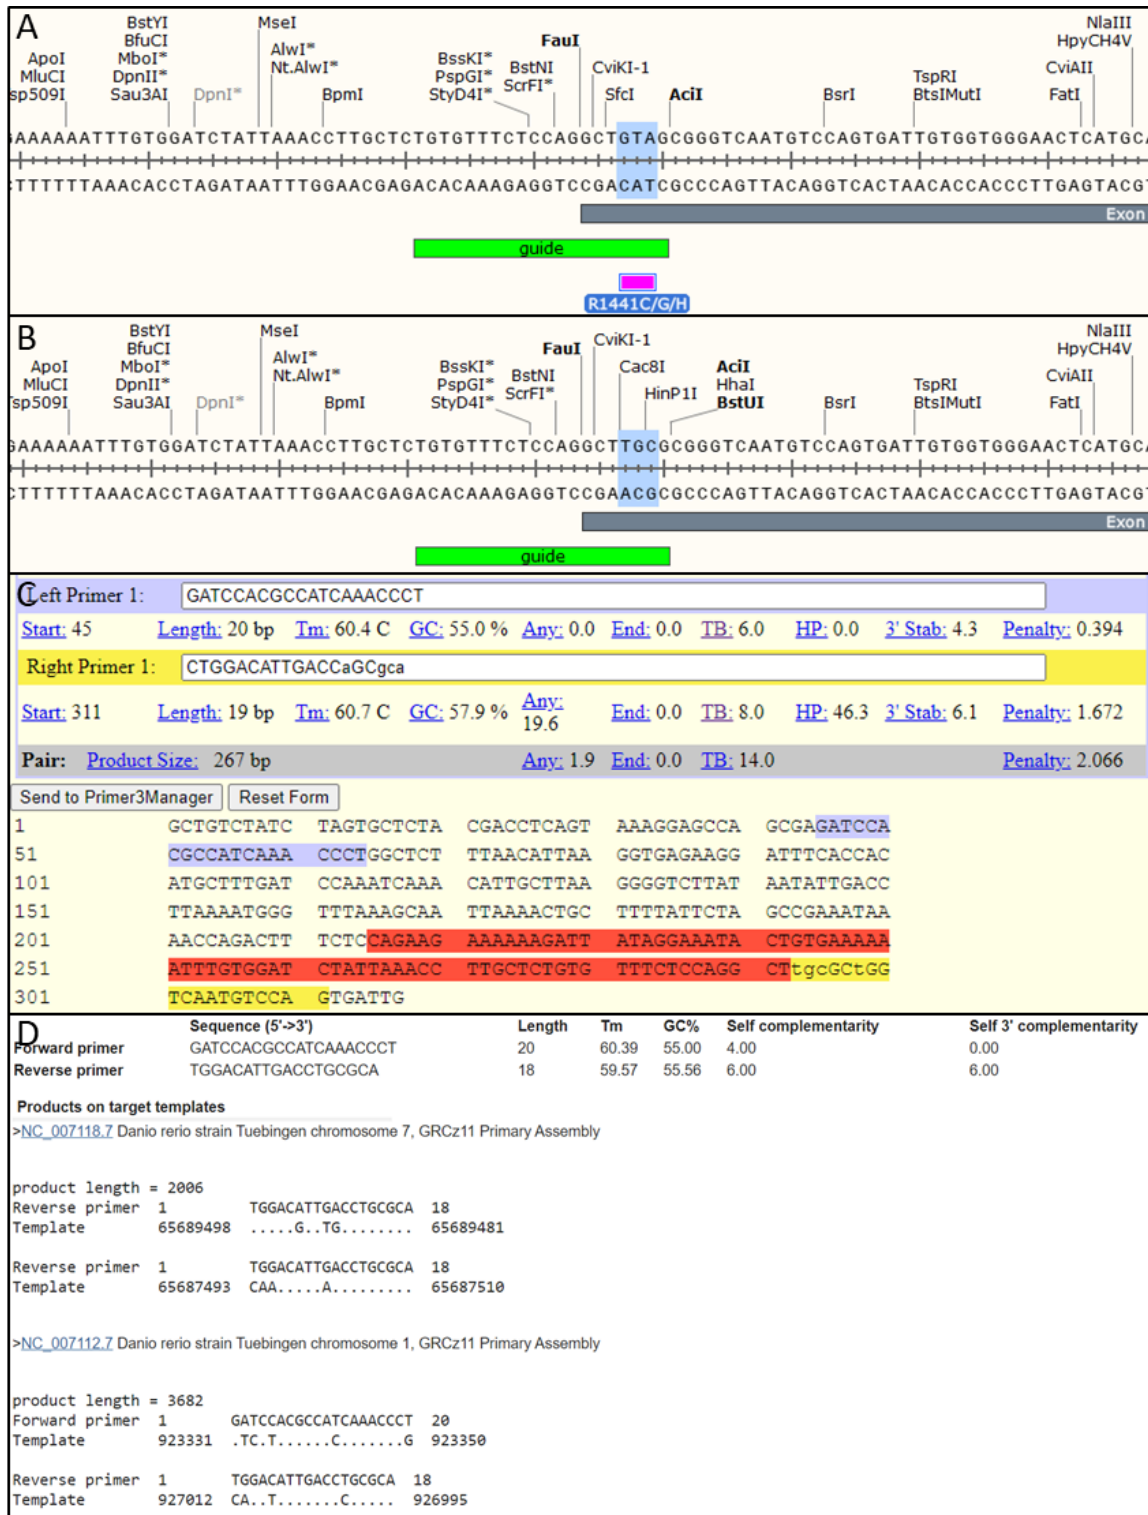 A
BstYI MseI NlaIII
BfuCI FauI HpyCH4V
ApoI MboI* AlwI* BssKI*
MluCI DpnII* Nt.AlwI* PspGI* BstNI CviKI-1 TspRI CviAII
sp509I Sau3AI DpnI* BpmI StyD4I* ScrFI* SfcI AciI BsrI BtsIMutI FatI
GAAAAAATTTGTGGATCTATTAAACCTTGCTCTGTGTTTCTCCAGGCTGTAGCGGGTCAATGTCCAGTGATTGTGGTGGGAACTCATGCA
CTTTTTTAAACACCTAGATAATTTGGAACGAGACACAAAGAGGTCCGACATCGCCCAGTTACAGGTCACTAACACCACCCTTGAGTACGT
Exon
guide
R1441C/G/H
B
BstYI MseI NlaIII
BfuCI FauI CviKI-1 HpyCH4V
ApoI MboI* AlwI* BssKI* Cac8I AciI
MluCI DpnII* Nt.AlwI* PspGI* BstNI HhaI TspRI CviAII
sp509I Sau3AI DpnI* BpmI StyD4I* ScrFI* HinP1I BstUI BsrI BtsIMutI FatI
GAAAAAATTTGTGGATCTATTAAACCTTGCTCTGTGTTTCTCCAGGCTTGCGCGGGTCAATGTCCAGTGATTGTGGTGGGAACTCATGCA
CTTTTTTAAACACCTAGATAATTTGGAACGAGACACAAAGAGGTCCGAACGCGCCCAGTTACAGGTCACTAACACCACCCTTGAGTACGT
Exon
guide
C
Left Primer 1: GATCCACGCCATCAAACCCT
Start: 45 Length: 20 bp Tm: 60.4 C GC: 55.0 % Any: 0.0 End: 0.0 TB: 6.0 HP: 0.0 3' Stab: 4.3 Penalty: 0.394
Right Primer 1: CTGGACATTGACCaGCgca
Start: 311 Length: 19 bp Tm: 60.7 C GC: 57.9 % Any: 19.6 End: 0.0 TB: 8.0 HP: 46.3 3' Stab: 6.1 Penalty: 1.672
Pair: Product Size: 267 bp Any: 1.9 End: 0.0 TB: 14.0 Penalty: 2.066
Send to Primer3Manager Reset Form
1 GCTGTCTATC TAGTGCTCTA CGACCTCAGT AAAGGAGCCA GCGAGATCCA
51 CGCCATCAAA CCCTGGCTCT TTAACATTAA GGTGAGAAGG ATTTCACCAC
101 ATGCTTTGAT CCAAATCAAA CATTGCTTAA GGGGTCTTAT AATATTGACC
151 TTAAAATGGG TTTAAAGCAA TTAAAACTGC TTTTATTCTA GCCGAAATAA
201 AACCAGACTT TCTCCAGAAG AAAAAAGATT ATAGGAAATA CTGTGAAAAA
251 ATTTGTGGAT CTATTAAACC TTGCTCTGTG TTTCTCCAGG CTtgcGCtGG
301 TCAATGTCCA GTGATTG
D
Sequence (5'->3') Length Tm GC% Self complementarity Self 3' complementarity
Forward primer GATCCACGCCATCAAACCCT 20 60.39 55.00 4.00 0.00
Reverse primer TGGACATTGACCTGCGCA 18 59.57 55.56 6.00 6.00
Products on target templates
>NC_007118.7 Danio rerio strain Tuebingen chromosome 7, GRCz11 Primary Assembly
product length = 2006
Reverse primer 1 TGGACATTGACCTGCGCA 18
Template 65689498 .....G..TG........ 65689481
Reverse primer 1 TGGACATTGACCTGCGCA 18
Template 65687493 CAA.....A......... 65687510
>NC_007112.7 Danio rerio strain Tuebingen chromosome 1, GRCz11 Primary Assembly
product length = 3682
Forward primer 1 GATCCACGCCATCAAACCCT 20
Template 923331 .TC.T......C.......G 923350
Reverse primer 1 TGGACATTGACCTGCGCA 18
Template 927012 CA..T.......C..... 926995